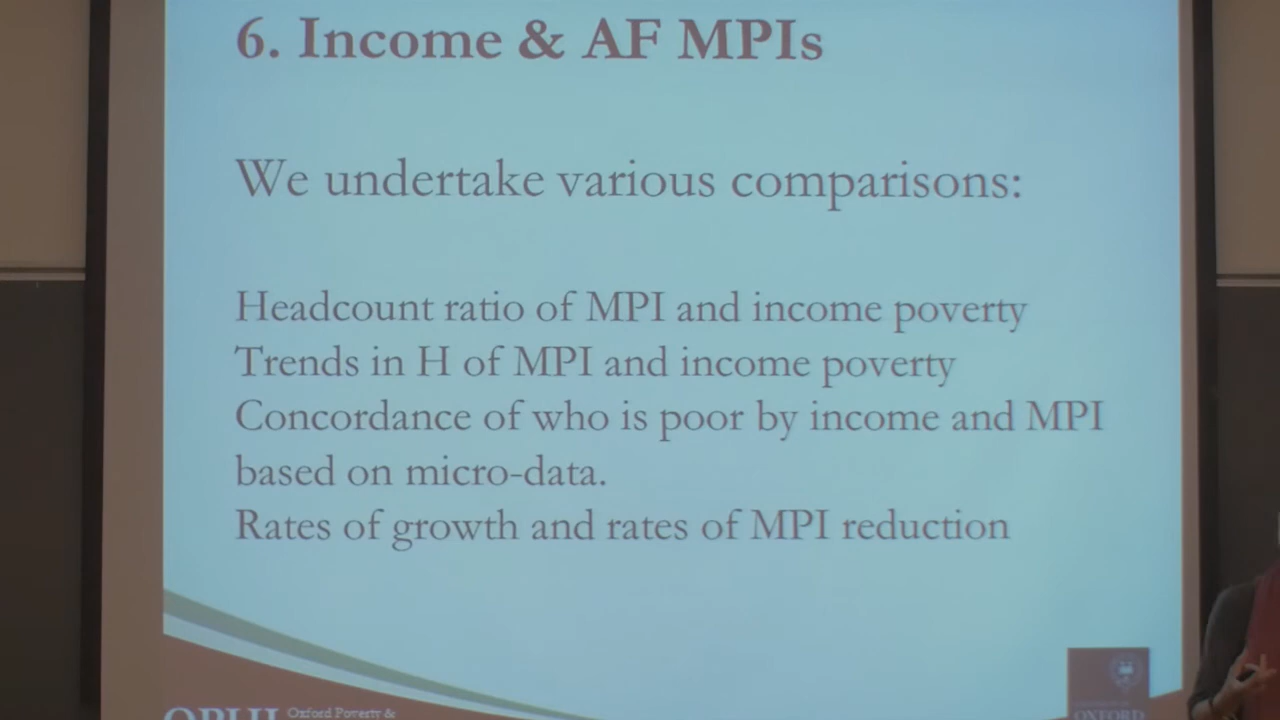 6. Income & AF MPIs
We undertake various comparisons:
Headcount ratio of MPI and income poverty
Trends in H of MPI and income poverty
Concordance of who is poor by income and MPI
based on micro-data.
Rates of growth and rates of MPI reduction
OPHI Oxford Poverty &
OXFORD